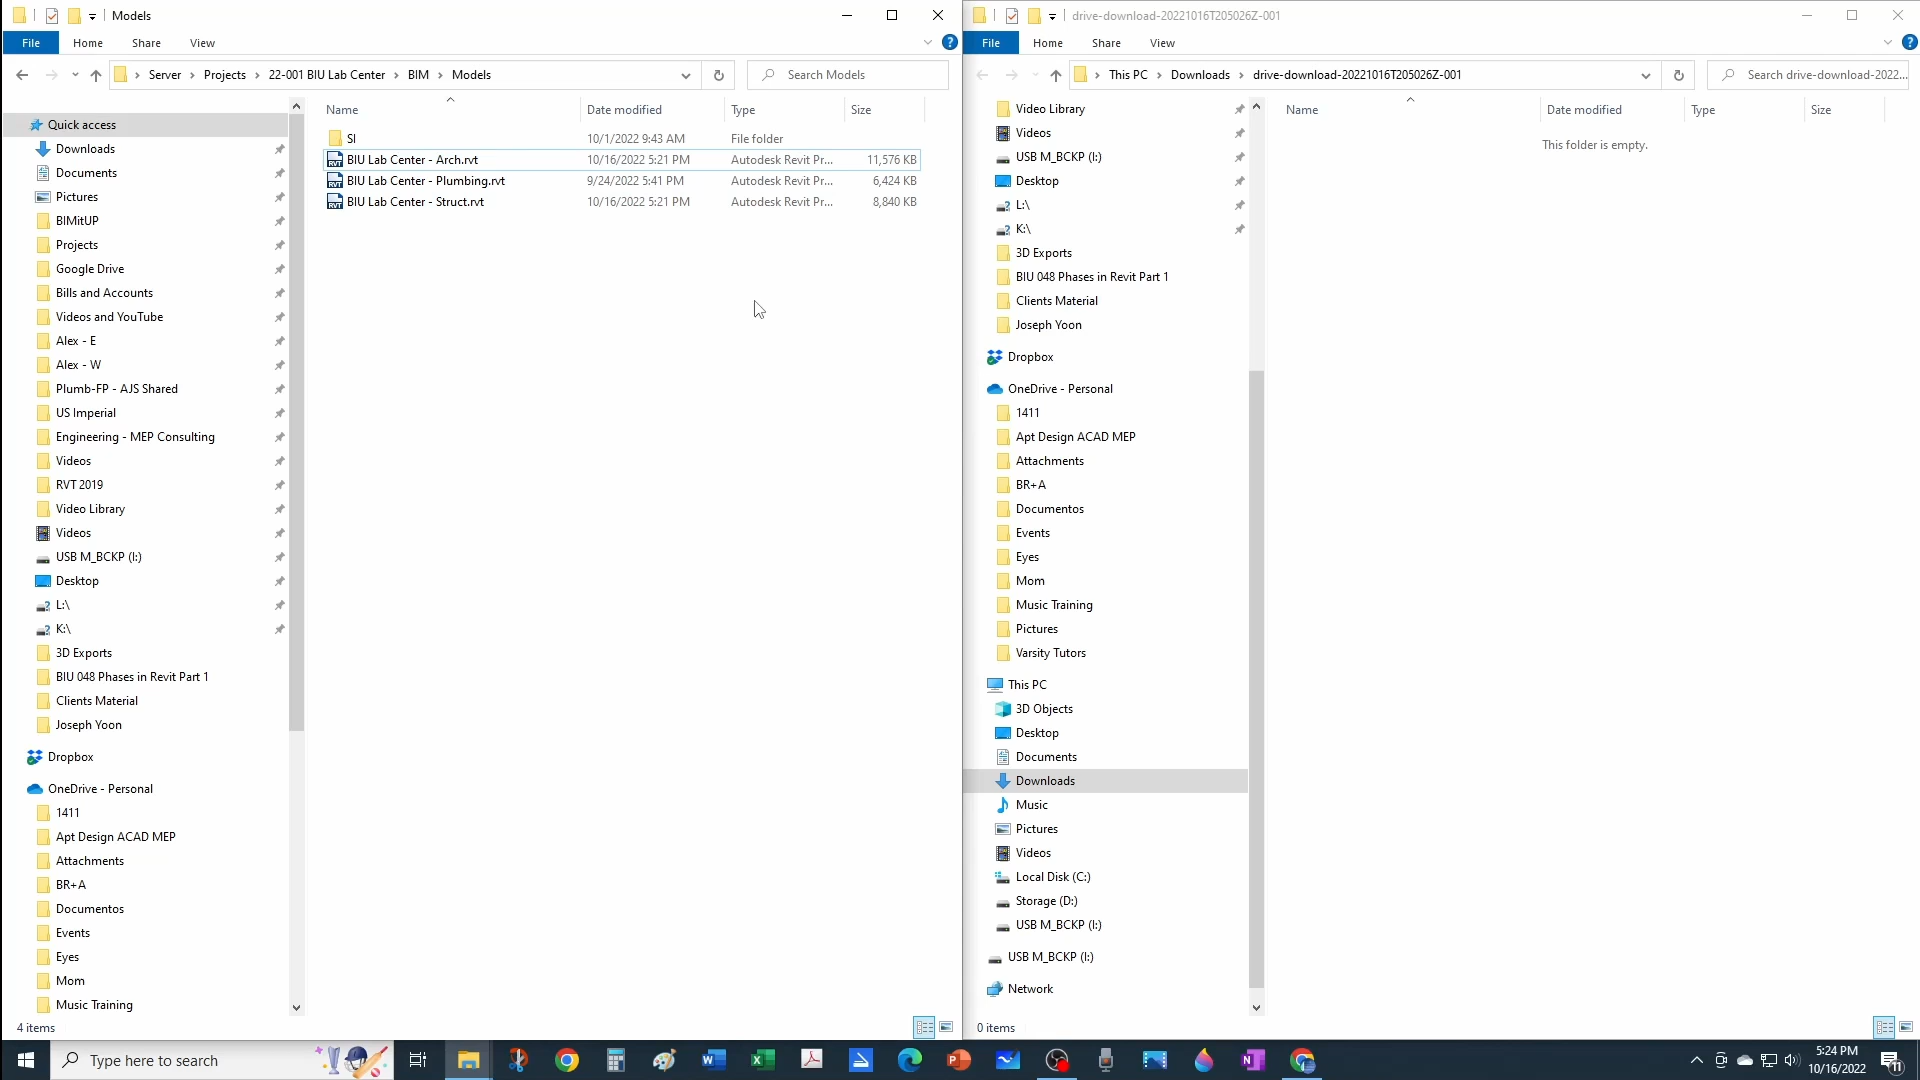 Models
File
Home
Share
View
Server
Projects
22-001 BIU Lab Center
BIM
Models
Search Models
Name
Date modified
Type
Size
SI
10/1/2022 9:43 AM
File folder
BIU Lab Center - Arch.rvt
10/16/2022 5:21 PM
Autodesk Revit Pr...
11,576 KB
BIU Lab Center - Plumbing.rvt
9/24/2022 5:41 PM
Autodesk Revit Pr...
6,424 KB
BIU Lab Center - Struct.rvt
10/16/2022 5:21 PM
Autodesk Revit Pr...
8,840 KB
Quick access
Downloads
Documents
Pictures
BIMitUP
Projects
Google Drive
Bills and Accounts
Videos and YouTube
Alex - E
Alex - W
Plumb-FP - AJS Shared
US Imperial
Engineering - MEP Consulting
Videos
RVT 2019
Video Library
Videos
USB M_BCKP (I:)
Desktop
L:\
K:\
3D Exports
BIU 048 Phases in Revit Part 1
Clients Material
Joseph Yoon
Dropbox
OneDrive - Personal
1411
Apt Design ACAD MEP
Attachments
BR+A
Documentos
Events
Eyes
Mom
Music Training
4 items
drive-download-20221016T205026Z-001
File
Home
Share
View
This PC
Downloads
drive-download-20221016T205026Z-001
Search drive-download-2022...
Name
Date modified
Type
Size
This folder is empty.
Video Library
Videos
USB M_BCKP (I:)
Desktop
L:\
K:\
3D Exports
BIU 048 Phases in Revit Part 1
Clients Material
Joseph Yoon
Dropbox
OneDrive - Personal
1411
Apt Design ACAD MEP
Attachments
BR+A
Documentos
Events
Eyes
Mom
Music Training
Pictures
Varsity Tutors
This PC
3D Objects
Desktop
Documents
Downloads
Music
Pictures
Videos
Local Disk (C:)
Storage (D:)
USB M_BCKP (I:)
USB M_BCKP (I:)
Network
0 items
Type here to search
5:24 PM
10/16/2022
11